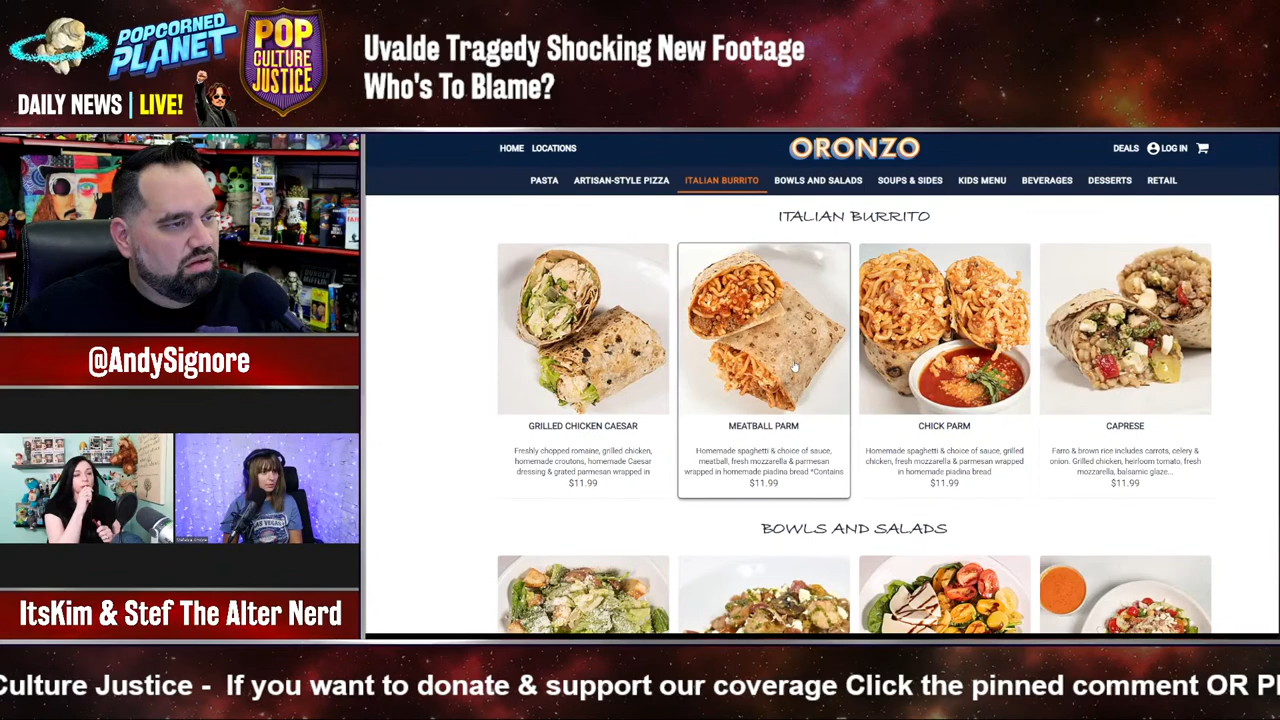 POPCORNED
PLANET
POP
CULTURE
JUSTICE
DAILY NEWS | LIVE!
Uvalde Tragedy Shocking New Footage
Who's To Blame?
HOME LOCATIONS
ORONZO
DEALS LOG IN
PASTA ARTISAN-STYLE PIZZA ITALIAN BURRITO BOWLS AND SALADS SOUPS & SIDES KIDS MENU BEVERAGES DESSERTS RETAIL
ITALIAN BURRITO
GRILLED CHICKEN CAESAR
Freshly chopped romaine, grilled chicken,
homemade croutons, homemade Caesar
dressing & grated parmesan wrapped in
$11.99
MEATBALL PARM
Homemade spaghetti & choice of sauce,
meatball, fresh mozzarella & parmesan
wrapped in homemade piadina bread *Contains
$11.99
CHICK PARM
Homemade spaghetti & choice of sauce, grilled
chicken, fresh mozzarella & parmesan wrapped
in homemade piadina bread
$11.99
CAPRESE
Farro & brown rice includes carrots, celery &
onion. Grilled chicken, heirloom tomato, fresh
mozzarella, balsamic glaze...
$11.99
BOWLS AND SALADS
@AndySignore
LAS VEGAS
ItsKim & Stef The Alter Nerd
Culture Justice - If you want to donate & support our coverage Click the pinned comment OR Pl